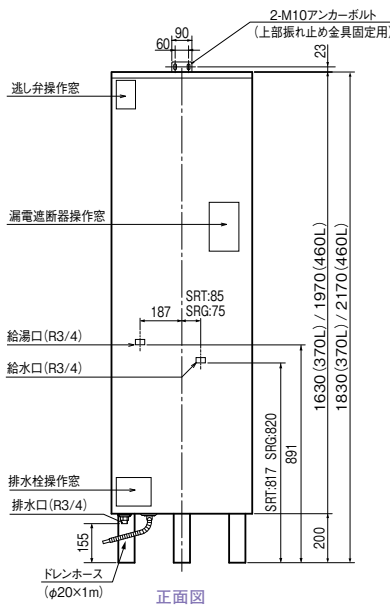 2-M10アンカーボルト
(上部振れ止め金具固定用)
90
60
23
逃し弁操作窓
漏電遮断器操作窓
SRT:85
187
SRG:75
給湯口(R3/4)
給水口(R3/4)
1630(370L)/1970(460L)
1830(370L)/2170(460L)
SRT:817 SRG:820
891
排水栓操作窓
排水口(R3/4)
155
200
ドレンホース
(φ20×1m)
正面図